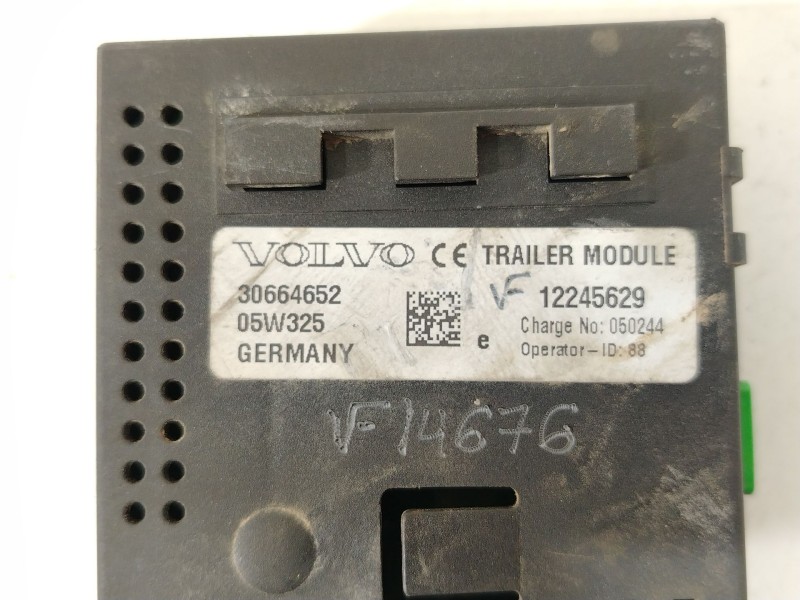 VOLVO CE TRAILER MODULE
30664652 VF 12245629
05W325 Charge No: 050244
GERMANY e Operator-ID: 88
VF14676